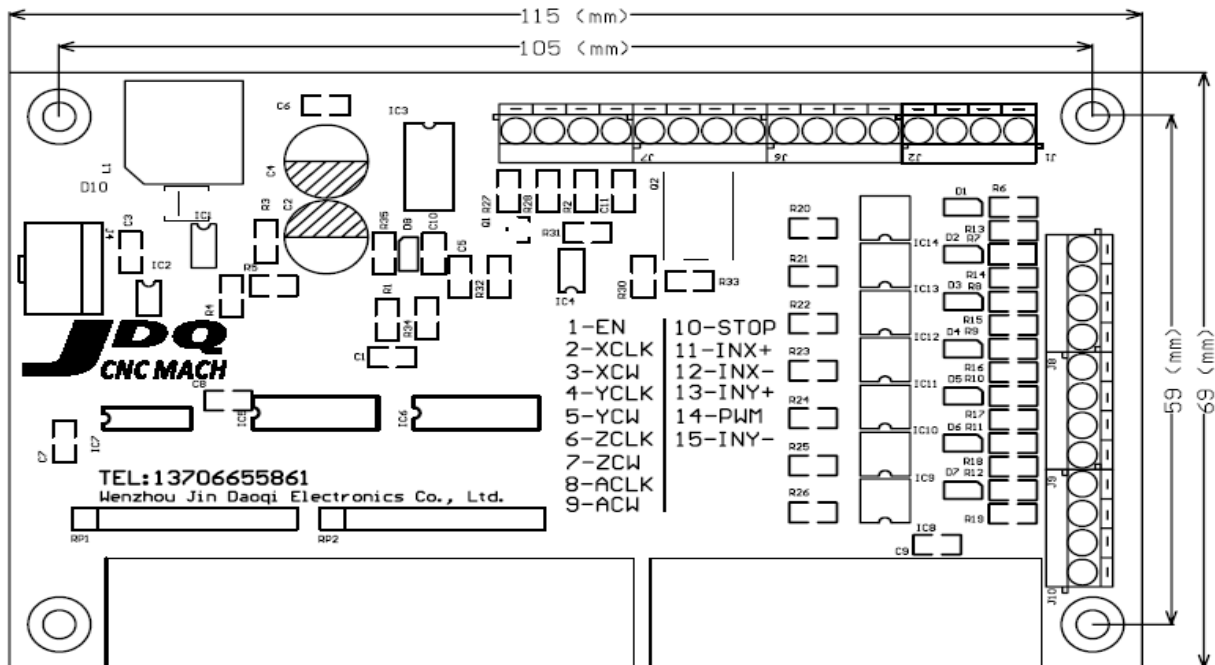 115 (mm)
105 (mm)
C6
IC3
L1
D10
C4
C2
J7
J6
J2
J1
Q2
R27
R28
R2
C11
Q1
R31
D1
R6
R20
R13
IC14
D2
R7
J4
C3
IC1
R3
R35
D8
C10
C5
IC2
R5
R4
R32
IC4
R30
R33
R21
R14
IC13
D3
R8
R1
R34
C1
R22
R15
IC12
D4
R9
JDQ
CNC MACH
1-EN
2-XCLK
3-XCW
4-YCLK
5-YCW
6-ZCLK
7-ZCW
8-ACLK
9-ACW
10-STOP
11-INX+
12-INX-
13-INY+
14-PWM
15-INY-
R23
R16
IC11
D5
R10
J8
R24
R17
IC10
D6
R11
R25
R18
IC9
D7
R12
J9
R26
R19
IC8
C9
J10
C8
IC5
IC6
C7
IC7
TEL:13706655861
Wenzhou Jin Daoqi Electronics Co., Ltd.
RP1
RP2
59 (mm)
69 (mm)